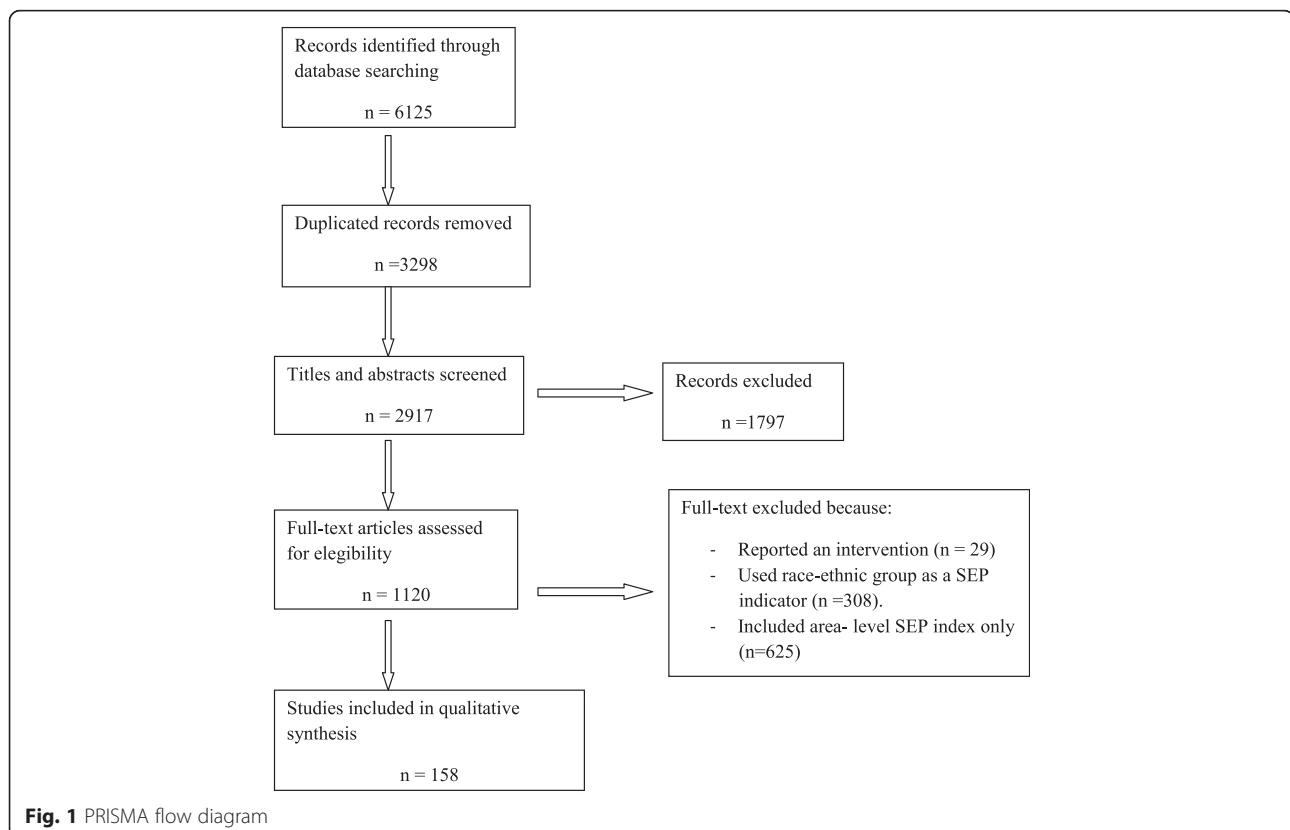 Records identified through
database searching
n = 6125
Duplicated records removed
n =3298
Titles and abstracts screened
n = 2917
Records excluded
n =1797
Full-text articles assessed
for elegibility
n = 1120
Full-text excluded because:
- Reported an intervention (n = 29)
- Used race-ethnic group as a SEP
indicator (n =308).
- Included area- level SEP index only
(n=625)
Studies included in qualitative
synthesis
n = 158
Fig. 1 PRISMA flow diagram